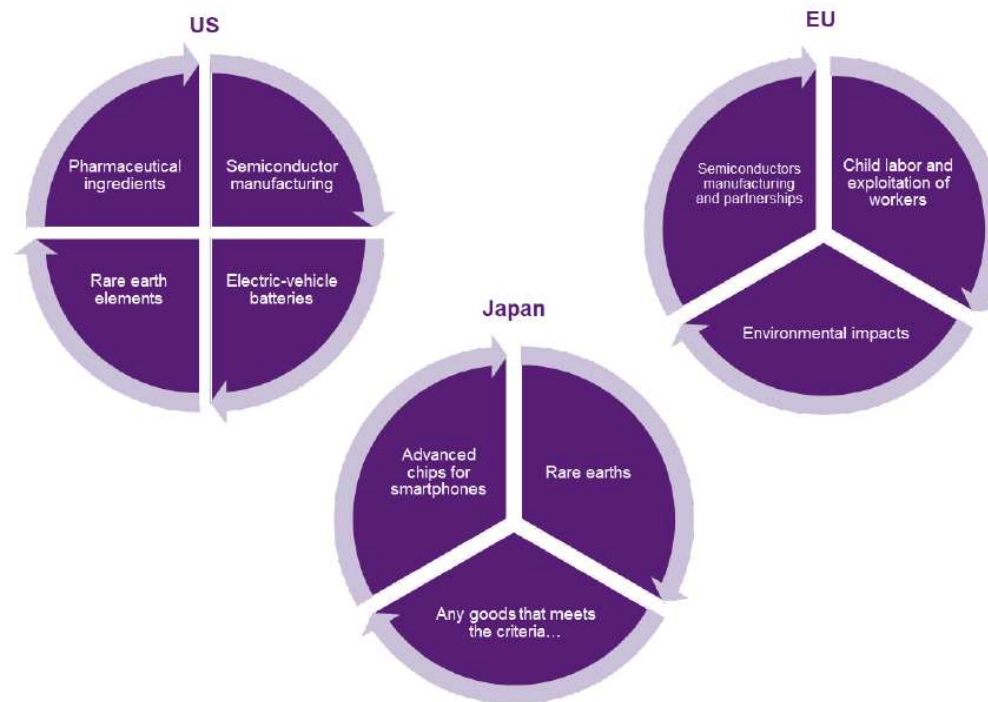 US
Pharmaceutical
ingredients
Semiconductor
manufacturing
Rare earth
elements
Electric-vehicle
batteries
EU
Semiconductors
manufacturing
and partnerships
Child labor and
exploitation of
workers
Environmental impacts
Japan
Advanced
chips for
smartphones
Rare earths
Any goods that meets
the criteria…